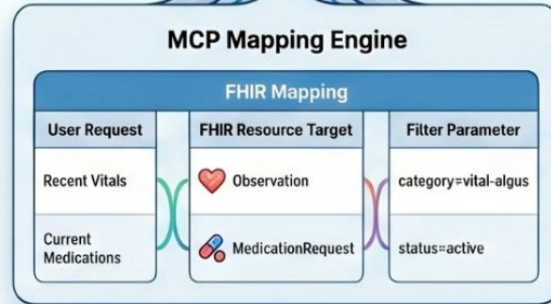 MCP Mapping Engine
FHIR Mapping
User Request FHIR Resource Target Filter Parameter
Recent Vitals Observation category=vital-algus
Current
Medications MedicationRequest status=active